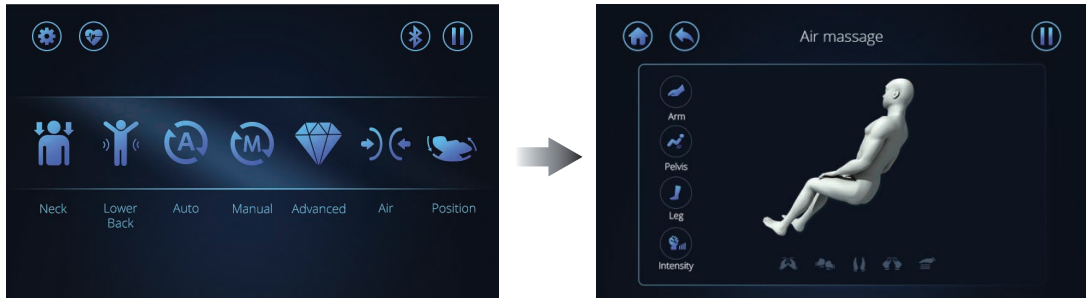 Neck
Lower
Back
Auto
Manual
Advanced
Air
Position
A
M
Air massage
Arm
Pelvis
Leg
Intensity